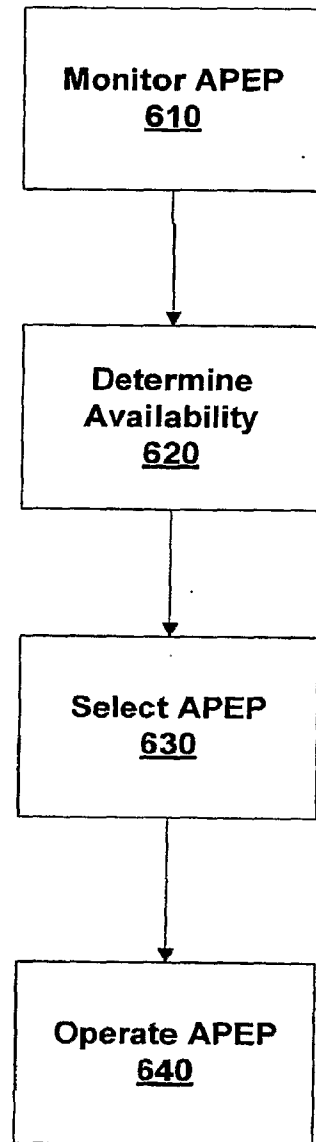 Monitor APEP
610
Determine
Availability
620
Select APEP
630
Operate APEP
640